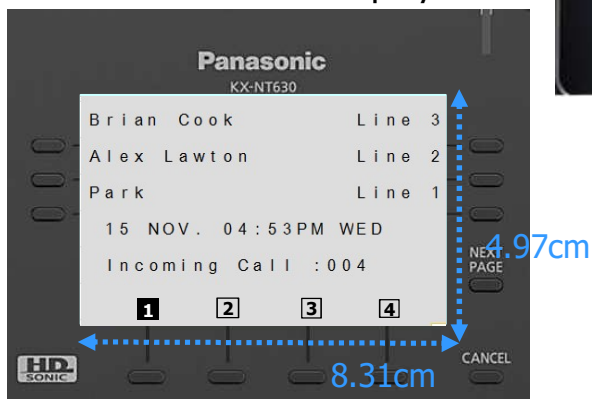 Panasonic
KX-NT630
Brian Cook Line 3
Alex Lawton Line 2
Park Line 1
15 NOV. 04:53PM WED
Incoming Call :004
1 2 3 4
NEXT PAGE
4.97cm
8.31cm
HD SONIC
CANCEL